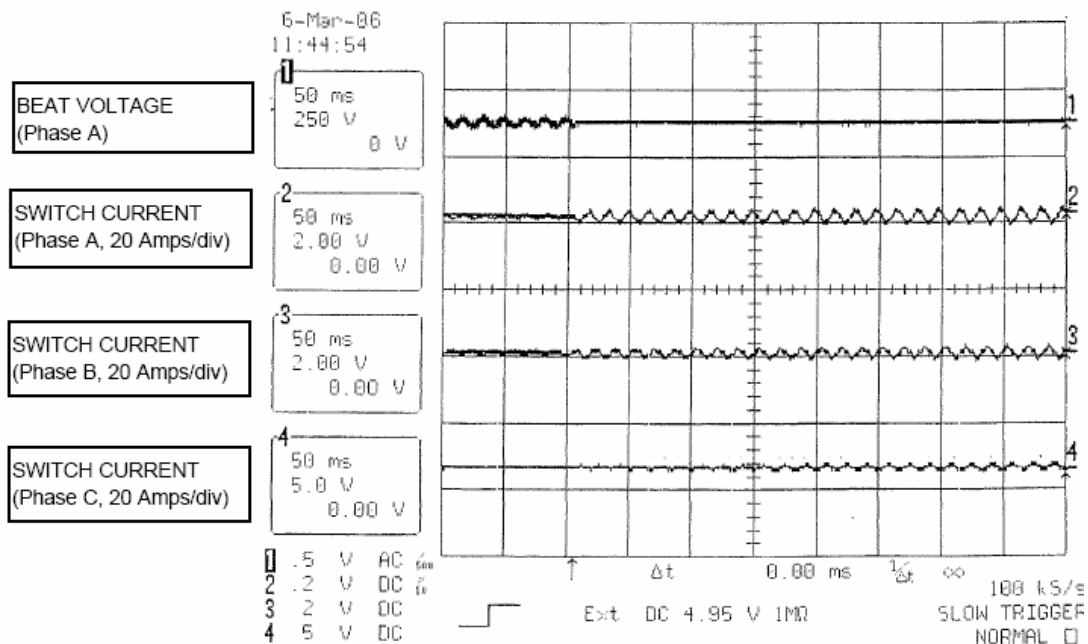 6-Mar-06
11:44:54
BEAT VOLTAGE
(Phase A)
1
50 ms
250 V
0 V
1
SWITCH CURRENT
(Phase A, 20 Amps/div)
2
50 ms
2.00 V
0.00 V
2
SWITCH CURRENT
(Phase B, 20 Amps/div)
3
50 ms
2.00 V
0.00 V
3
SWITCH CURRENT
(Phase C, 20 Amps/div)
4
50 ms
5.0 V
0.00 V
4
1 .5 V AC
2 .2 V DC
3 2 V DC
4 5 V DC
Δt 0.00 ms 1/Δt ∞
Ext DC 4.95 V 1MΩ
100 kS/s
SLOW TRIGGER
NORMAL